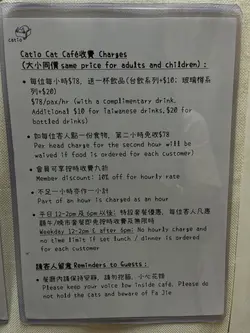 catio
Catio Cat Café收費 Charges
(大小同價 same price for adults and children):
• 每位每小時$78, 送一杯飲品(台飲系列+$10; 玻璃樽系
列+$20)
$78/pax/hr (with a complimentary drink.
Additional $10 for Taiwanese drinks, $20 for
bottled drinks)
• 如每位客人點一份食物, 第二小時免收$78
Per head charge for the second hour will be
waived if food is ordered for each customer)
• 會員可享按時收費九折
Member discount: 10% off for hourly rate
• 不足一小時亦作一小計
Part of an hour is charged as an hour
• 平日 12-2pm 及 6pm 以後: 特設套餐優惠, 每位客人凡惠
顧午/晚市套餐即免按時收費及無限時
Weekday 12-2pm & after 6pm: No hourly charge and
no time limit if set lunch / dinner is ordered
for each customer
請客人留意 Reminders to Guests:
• 餐廳內請保持安靜, 請勿抱貓, 小心花姐
Please keep your voice low inside café. Please do
not hold the cats and beware of Fa Jie